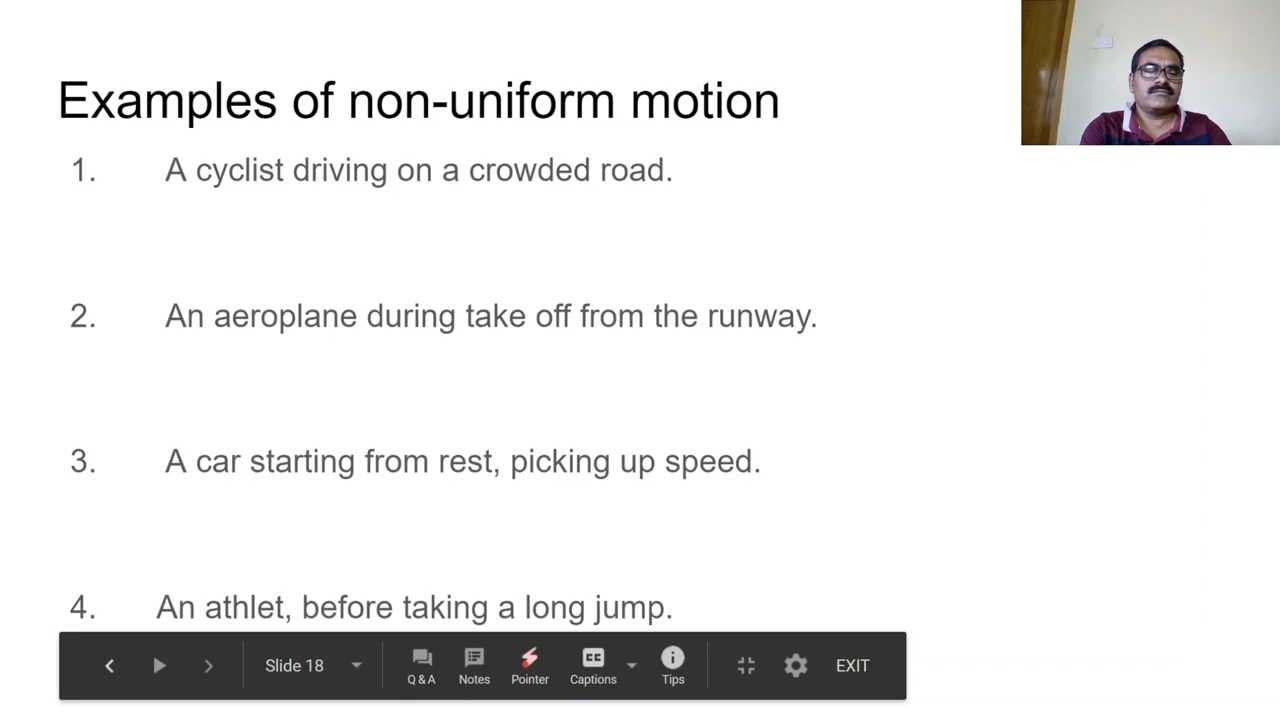 Examples of non-uniform motion
1. A cyclist driving on a crowded road.
2. An aeroplane during take off from the runway.
3. A car starting from rest, picking up speed.
4. An athlet, before taking a long jump.
Slide 18 Q & A Notes Pointer CC Captions Tips EXIT